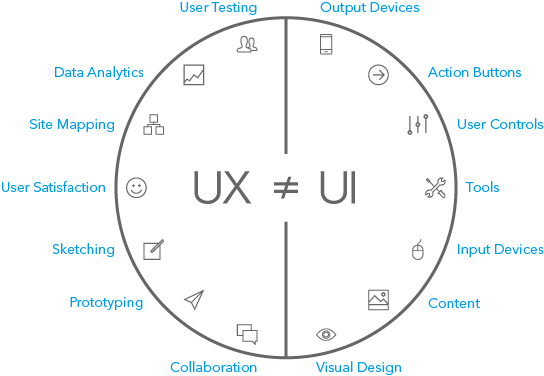 User Testing
Output Devices
Data Analytics
Action Buttons
Site Mapping
User Controls
User Satisfaction
UX ≠ UI
Tools
Sketching
Input Devices
Prototyping
Content
Collaboration
Visual Design